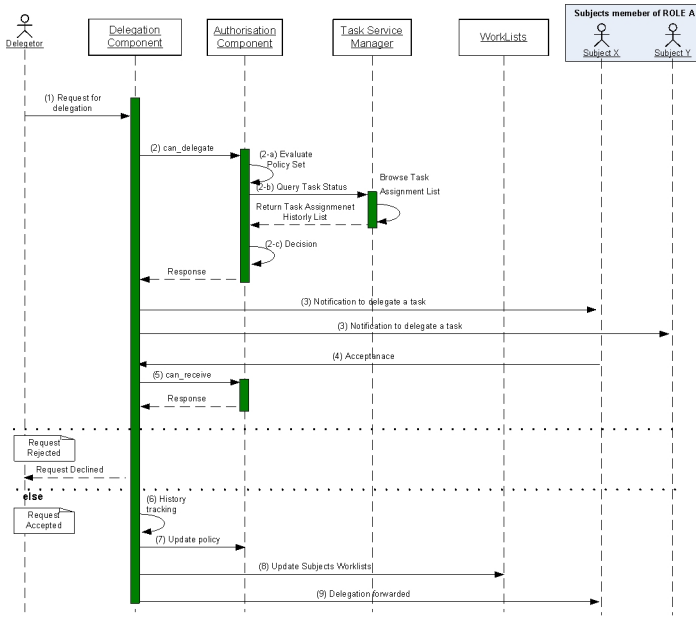 Subjects memeber of ROLE A
Delegetor
Delegation
Component
Authorisation
Component
Task Service
Manager
WorkLists
Subject X
Subject Y
(1) Request for
delegation
(2) can_delegate
(2-a) Evaluate
Policy Set
(2-b) Query Task Status
Browse Task
Assignment List
Return Task Assignmenet
Historly List
(2-c) Decision
Response
(3) Notification to delegate a task
(3) Notification to delegate a task
(4) Acceptanace
(5) can_receive
Response
Request
Rejected
Request Declined
else
Request
Accepted
(6) History
tracking
(7) Update policy
(8) Update Subjects Worklists
(9) Delegation forwarded